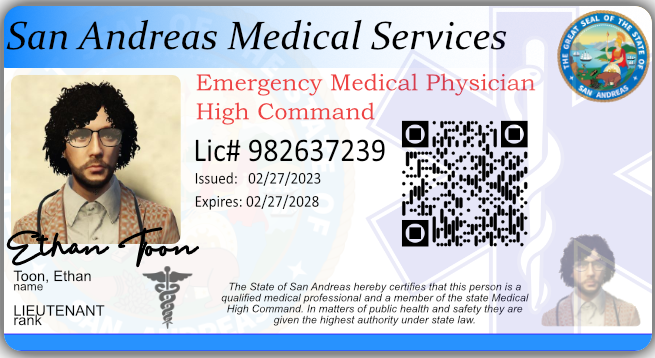 San Andreas Medical Services
THE GREAT SEAL OF THE STATE OF
SAN ANDREAS
Emergency Medical Physician
High Command
Lic# 982637239
Issued: 02/27/2023
Expires: 02/27/2028
Ethan Toon
Toon, Ethan
name
LIEUTENANT
rank
The State of San Andreas hereby certifies that this person is a
qualified medical professional and a member of the state Medical
High Command. In matters of public health and safety they are
given the highest authority under state law.